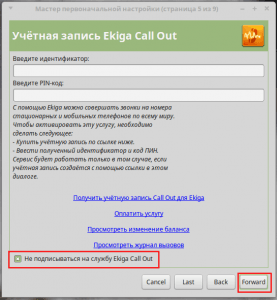 Мастер первоначальной настройки (страница 5 из 9)
Учётная запись Ekiga Call Out
Введите идентификатор:
Введите PIN-код:
С помощью Ekiga можно совершать звонки на номера
стационарных и мобильных телефонов по всему миру.
Чтобы активировать эту услугу, необходимо
сделать следующее:
- Купить учётную запись по ссылке ниже.
- Ввести полученный идентификатор и код ПИН.
Сервис будет работать только в том случае, если
учётная запись создаётся с помощью ссылки в этом
диалоге.
Получить учётную запись Call Out для Ekiga
Оплатить услугу
Просмотреть изменение баланса
Просмотреть журнал вызовов
Не подписываться на службу Ekiga Call Out
Cancel Last Back Forward